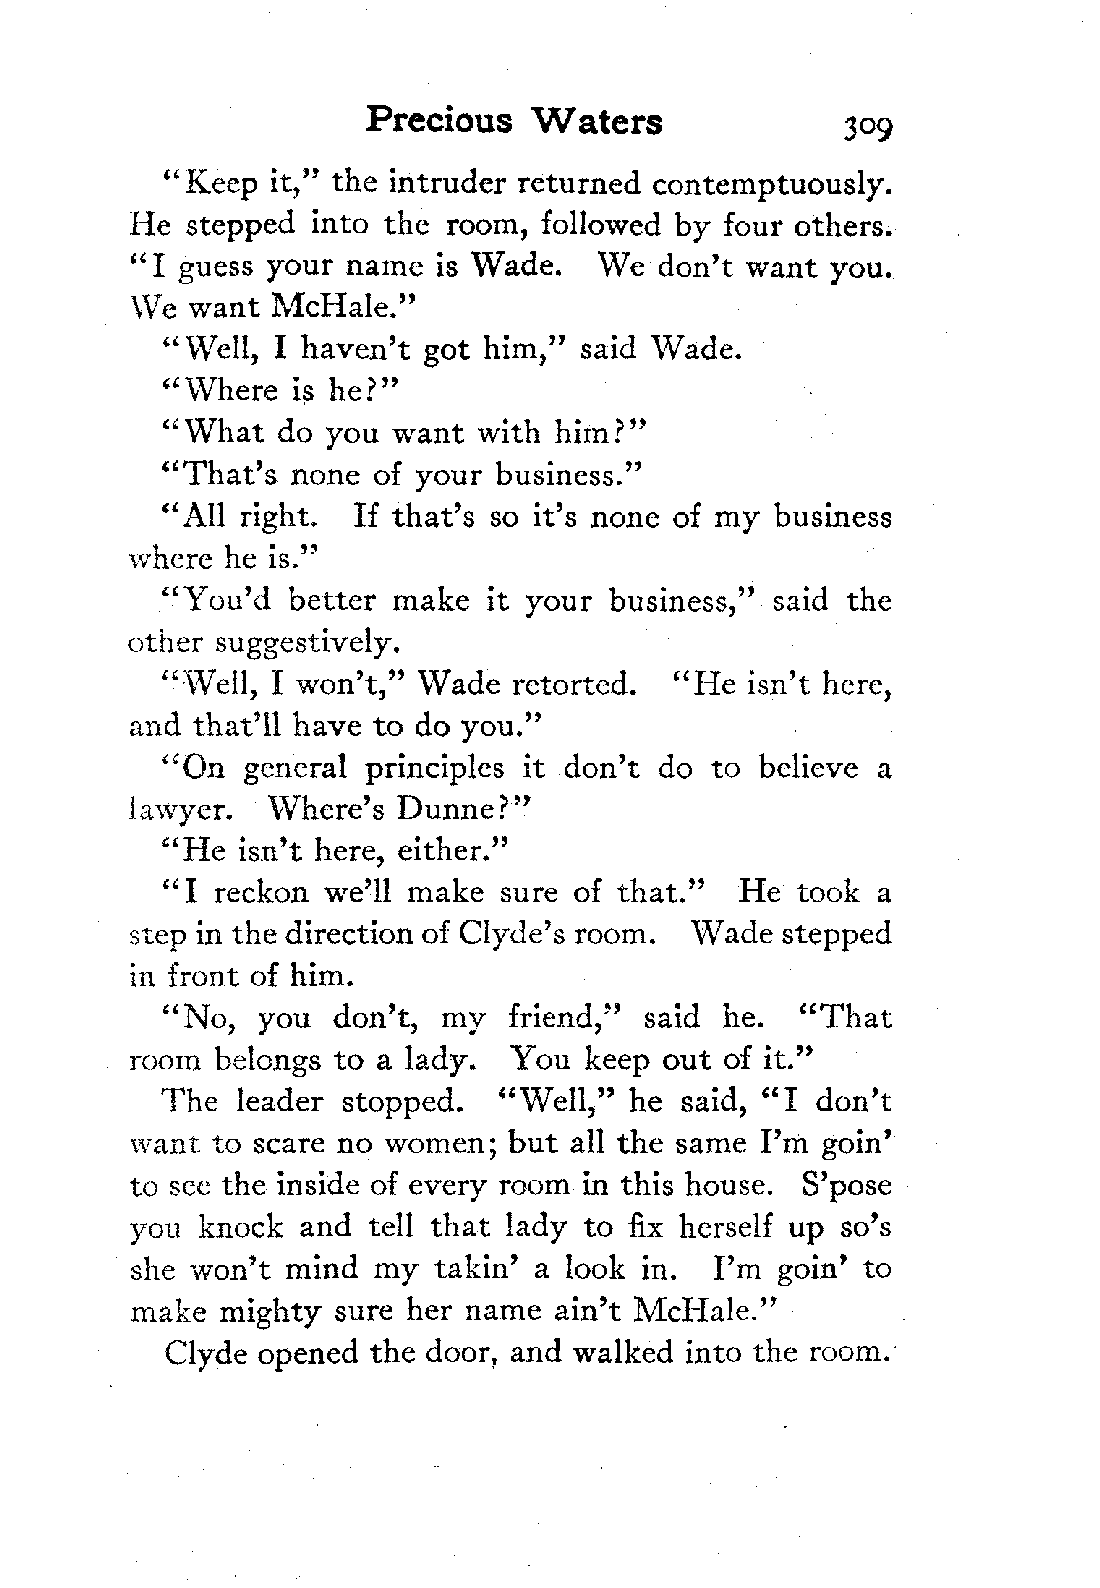 Precious Waters 309
"Keep it," the intruder returned contemptuously.
He stepped into the room, followed by four others.
"I guess your name is Wade. We don't want you.
We want McHale."
"Well, I haven't got him," said Wade.
"Where is he?"
"What do you want with him?"
"That's none of your business."
"All right. If that's so it's none of my business
where he is."
"You'd better make it your business," said the
other suggestively.
"Well, I won't," Wade retorted. "He isn't here,
and that'll have to do you."
"On general principles it don't do to believe a
lawyer. Where's Dunne?"
"He isn't here, either."
"I reckon we'll make sure of that." He took a
step in the direction of Clyde's room. Wade stepped
in front of him.
"No, you don't, my friend," said he. "That
room belongs to a lady. You keep out of it."
The leader stopped. "Well," he said, "I don't
want to scare no women; but all the same I'm goin'
to see the inside of every room in this house. S'pose
you knock and tell that lady to fix herself up so's
she won't mind my takin' a look in. I'm goin' to
make mighty sure her name ain't McHale."
Clyde opened the door, and walked into the room.